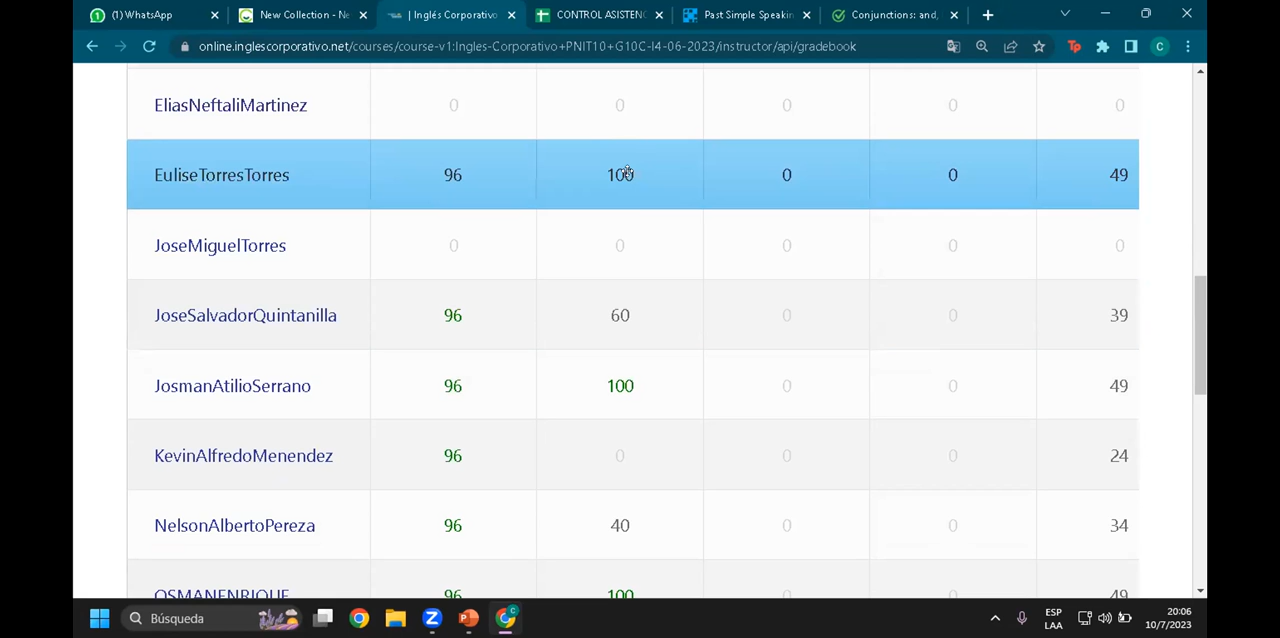 (1) WhatsApp
New Collection - Ne
| Inglés Corporativo
CONTROL ASISTENC
Past Simple Speakin
Conjunctions: and,
online.inglescorporativo.net/courses/course-v1:Ingles-Corporativo+PNIT10+G10C-I4-06-2023/instructor/api/gradebook
Tp
C
EliasNeftaliMartinez 0 0 0 0 0
EuliseTorresTorres 96 100 0 0 49
JoseMiguelTorres 0 0 0 0 0
JoseSalvadorQuintanilla 96 60 0 0 39
JosmanAtilioSerrano 96 100 0 0 49
KevinAlfredoMenendez 96 0 0 0 24
NelsonAlbertoPereza 96 40 0 0 34
OSMANENRIQUE 96 100 0 0 49
Búsqueda
ESP
LAA
20:06
10/7/2023